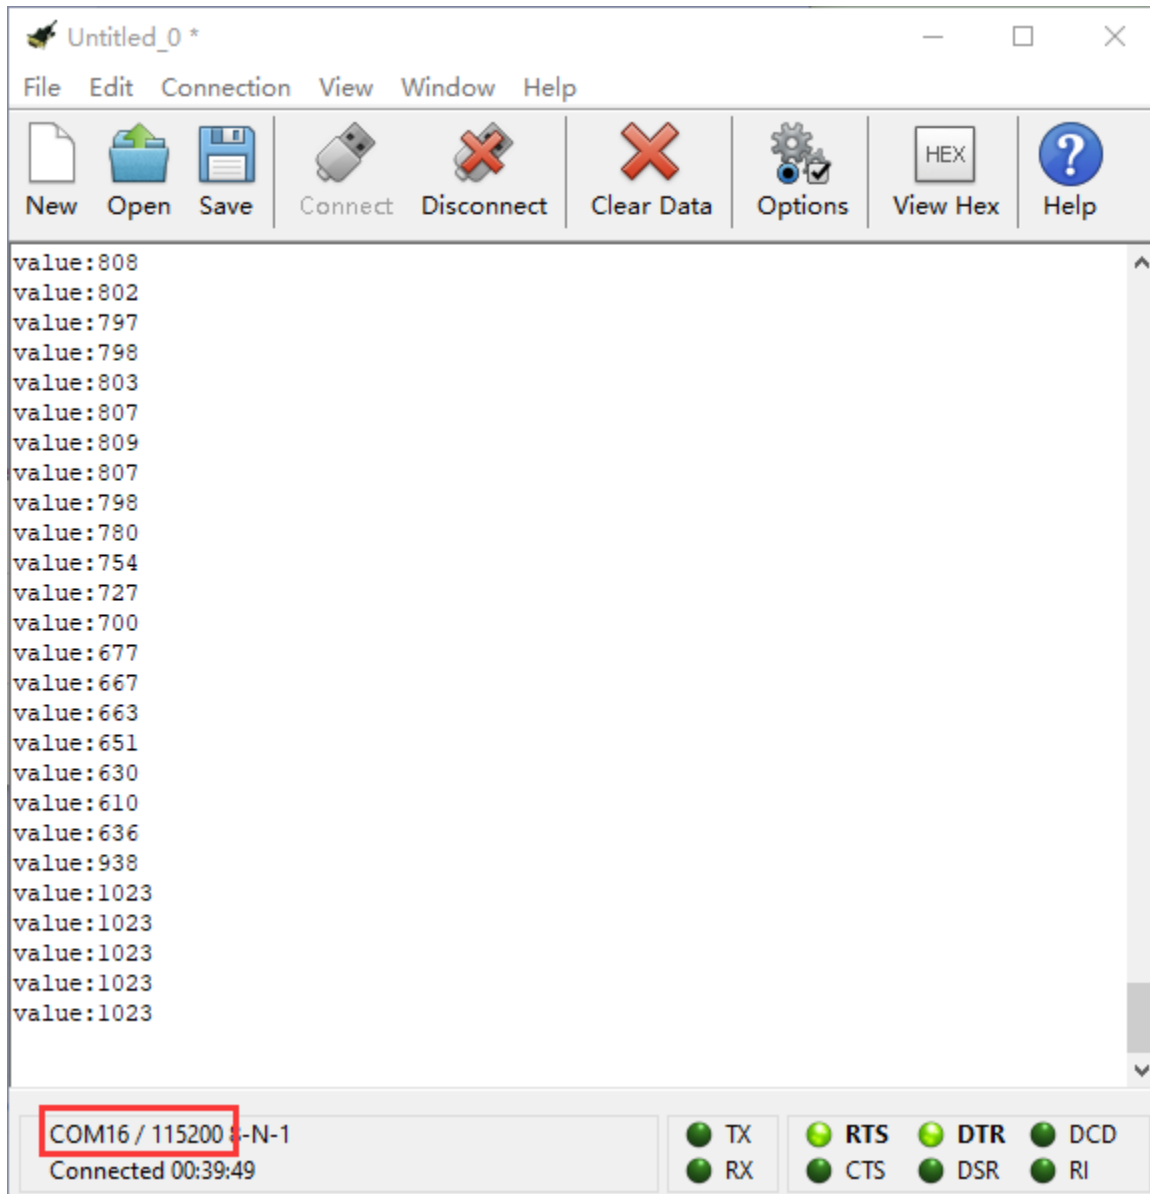 Untitled_0 *
File Edit Connection View Window Help
HEX
New Open Save Connect Disconnect Clear Data Options View Hex Help
value:808
value:802
value:797
value:798
value:803
value:807
value:809
value:807
value:798
value:780
value:754
value:727
value:700
value:677
value:667
value:663
value:651
value:630
value:610
value:636
value:938
value:1023
value:1023
value:1023
value:1023
value:1023
COM16 / 115200 8-N-1 TX RTS DTR DCD
Connected 00:39:49 RX CTS DSR RI